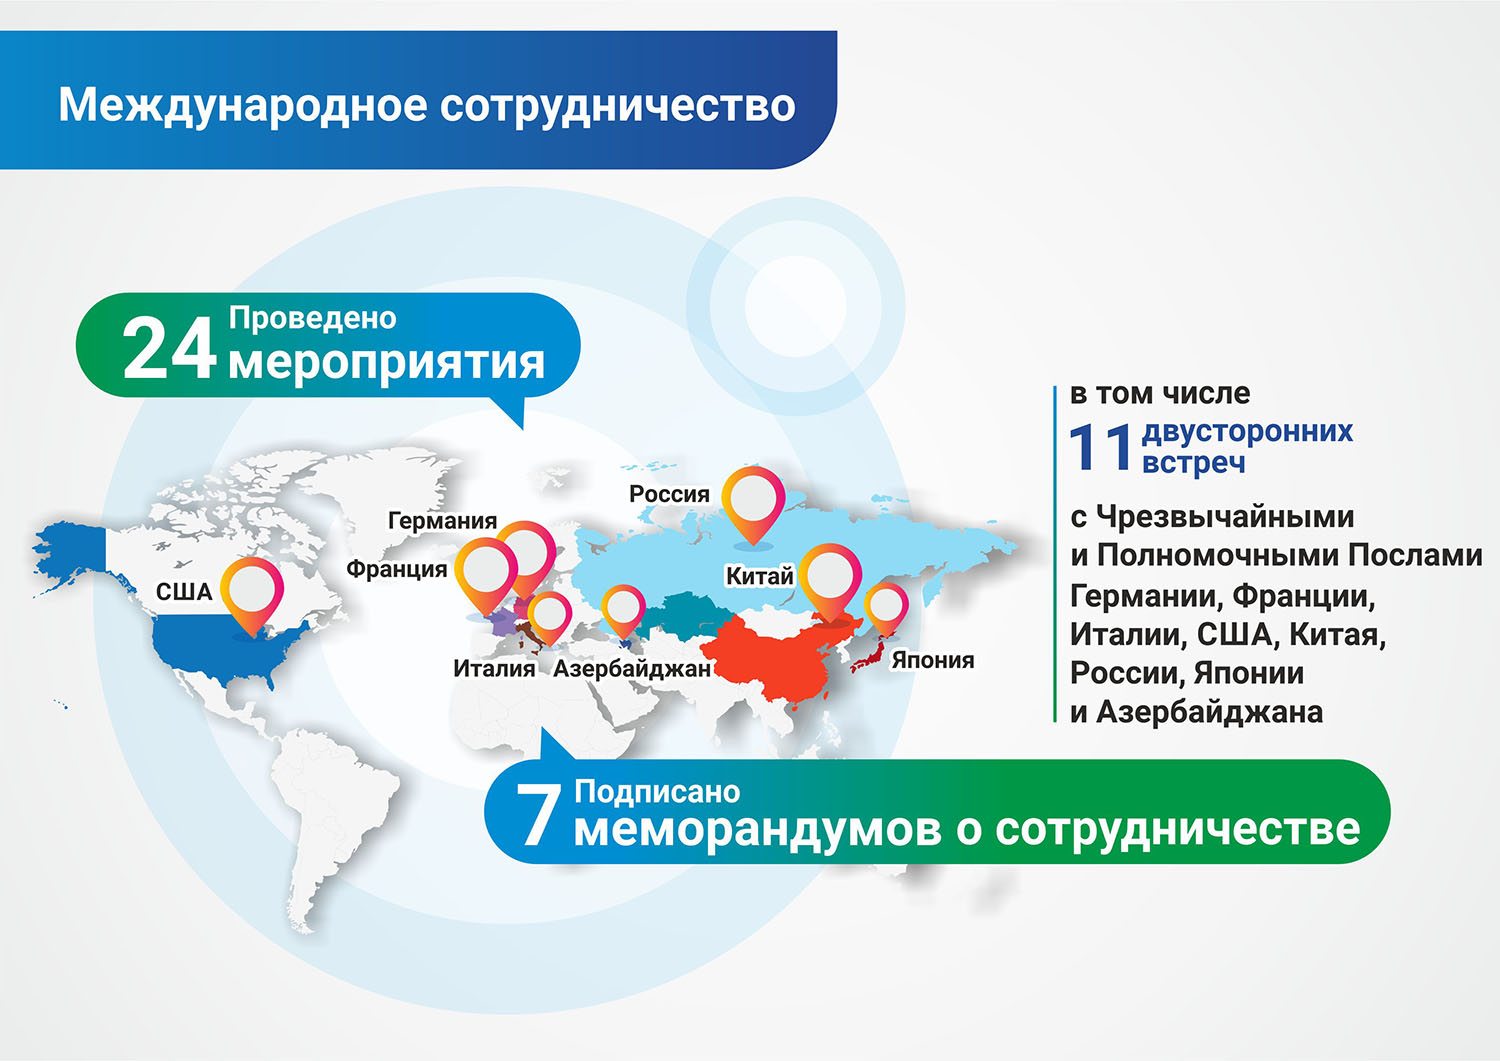 Международное сотрудничество
24 Проведено
мероприятия
Россия
Германия
Франция
Китай
США
Италия
Азербайджан
Япония
в том числе
11 двусторонних
встреч
с Чрезвычайными
и Полномочными Послами
Германии, Франции,
Италии, США, Китая,
России, Японии
и Азербайджана
7 Подписано
меморандумов о сотрудничестве